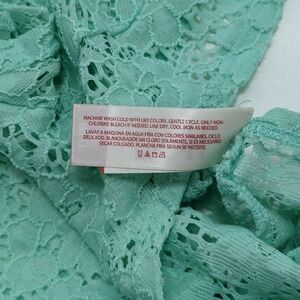 MACHINE WASH COLD WITH LIKE COLORS. GENTLE CYCLE. ONLY NON-
CHLORINE BLEACH IF NEEDED. LINE DRY. COOL IRON AS NEEDED.
LAVAR A MAQUINA EN AGUA FRÍA CON COLORES SIMILARES. CICLO
DELICADO. BLANQUEADOR SIN CLORO SOLAMENTE, SI ES NECESARIO.
SECAR COLGADO. PLANCHA FRÍA SEGUN SE NECESITE.